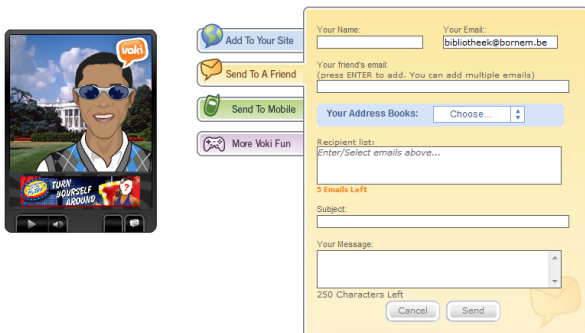 voki
TURN
YOURSELF
AROUND
Add To Your Site
Send To A Friend
Send To Mobile
More Voki Fun
Your Name:
Your Email::
bibliotheek@bornem.be
Your friend's email:
(press ENTER to add. You can add multiple emails)
Your Address Books:
Choose...
Recipient list:
Enter/Select emails above...
5 Emails Left
Subject:
Your Message:
250 Characters Left
Cancel
Send